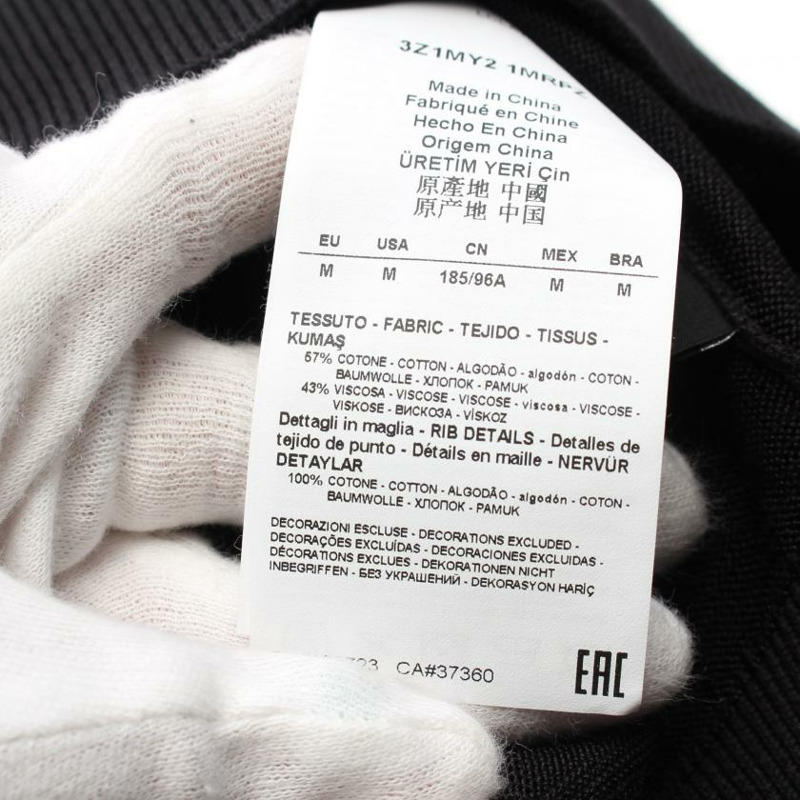 3Z1MY2 1MRPZ
Made in China
Fabriqué en Chine
Hecho En China
Origem China
ÜRETİM YERİ Çin
原產地 中國
原产地 中国
EU USA CN MEX BRA
M M 185/96A M M
TESSUTO - FABRIC - TEJIDO - TISSUS -
KUMAŞ
57% COTONE - COTTON - ALGODÃO - algodón - COTON -
BAUMWOLLE - ХЛОПОК - PAMUK
43% VISCOSA - VISCOSE - VISCOSE - viscosa - VISCOSE -
VISKOSE - ВИСКОЗА - VİSKOZ
Dettagli in maglia - RIB DETAILS - Detalles de
tejido de punto - Détails en maille - NERVÜR
DETAYLAR
100% COTONE - COTTON - ALGODÃO - algodón - COTON -
BAUMWOLLE - ХЛОПОК - PAMUK
DECORAZIONI ESCLUSE - DECORATIONS EXCLUDED -
DECORAÇÕES EXCLUÍDAS - DECORACIONES EXCLUIDAS -
DÉCORATIONS EXCLUES - DEKORATIONEN NICHT
INBEGRIFFEN - БЕЗ УКРАШЕНИЙ - DEKORASYON HARİÇ
CA#37360
EAC